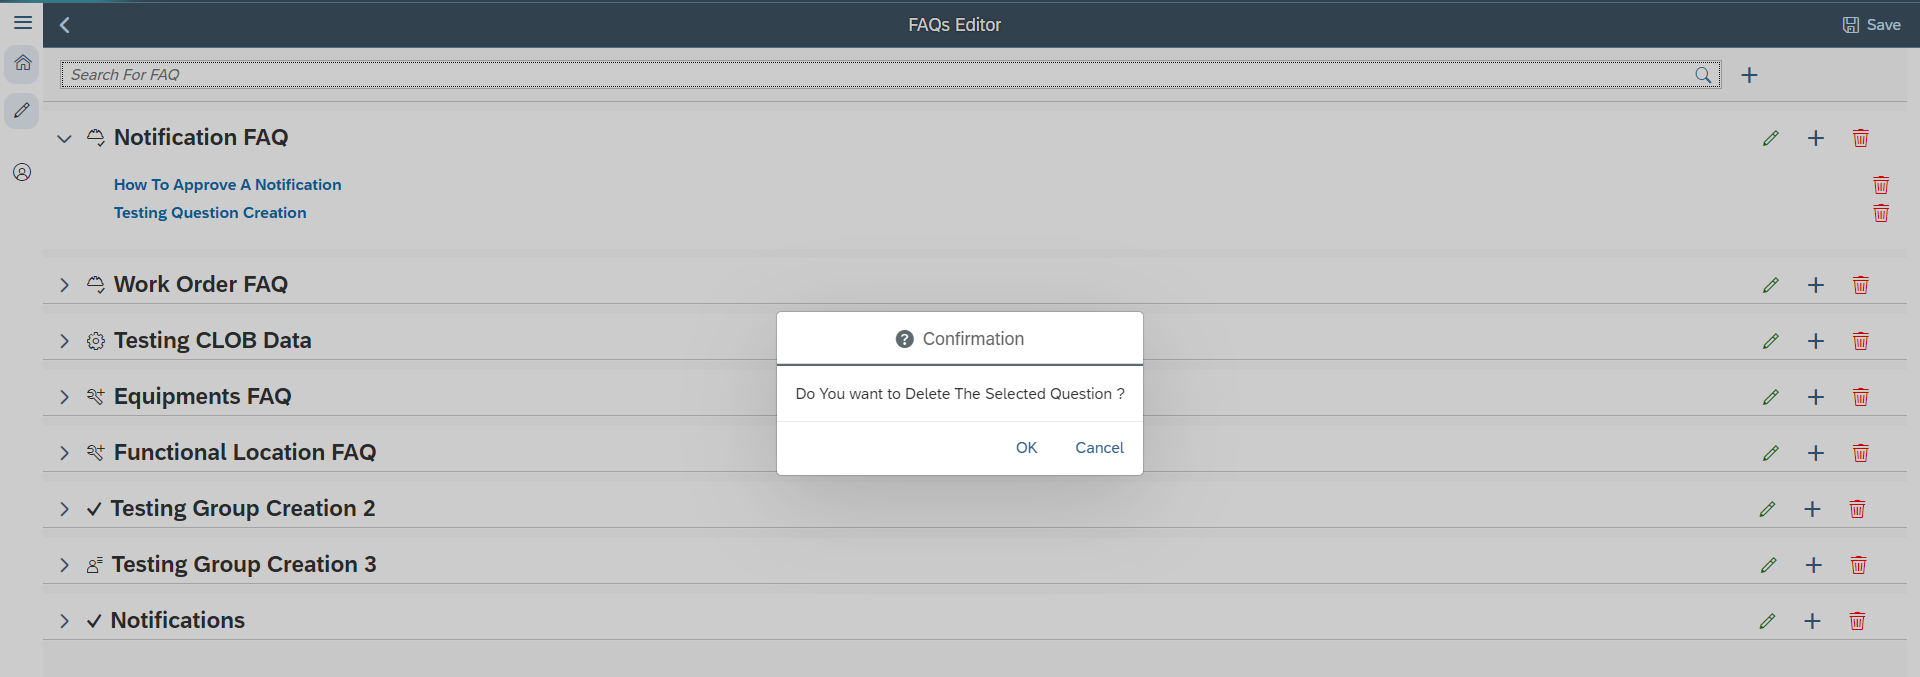 FAQs Editor
Save
Search For FAQ
Notification FAQ
How To Approve A Notification
Testing Question Creation
Work Order FAQ
Testing CLOB Data
Equipments FAQ
Functional Location FAQ
Testing Group Creation 2
Testing Group Creation 3
Notifications
Confirmation
Do You want to Delete The Selected Question ?
OK Cancel